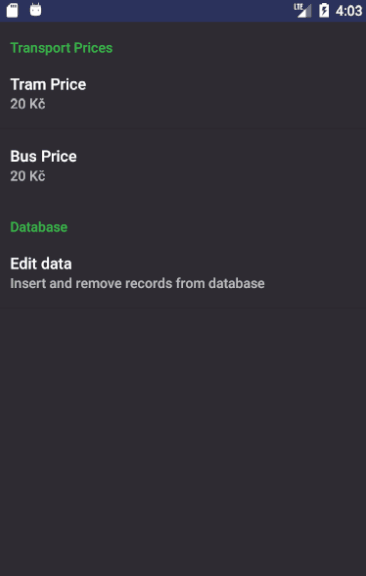 LTE 4:03
Transport Prices
Tram Price
20 Kč
Bus Price
20 Kč
Database
Edit data
Insert and remove records from database